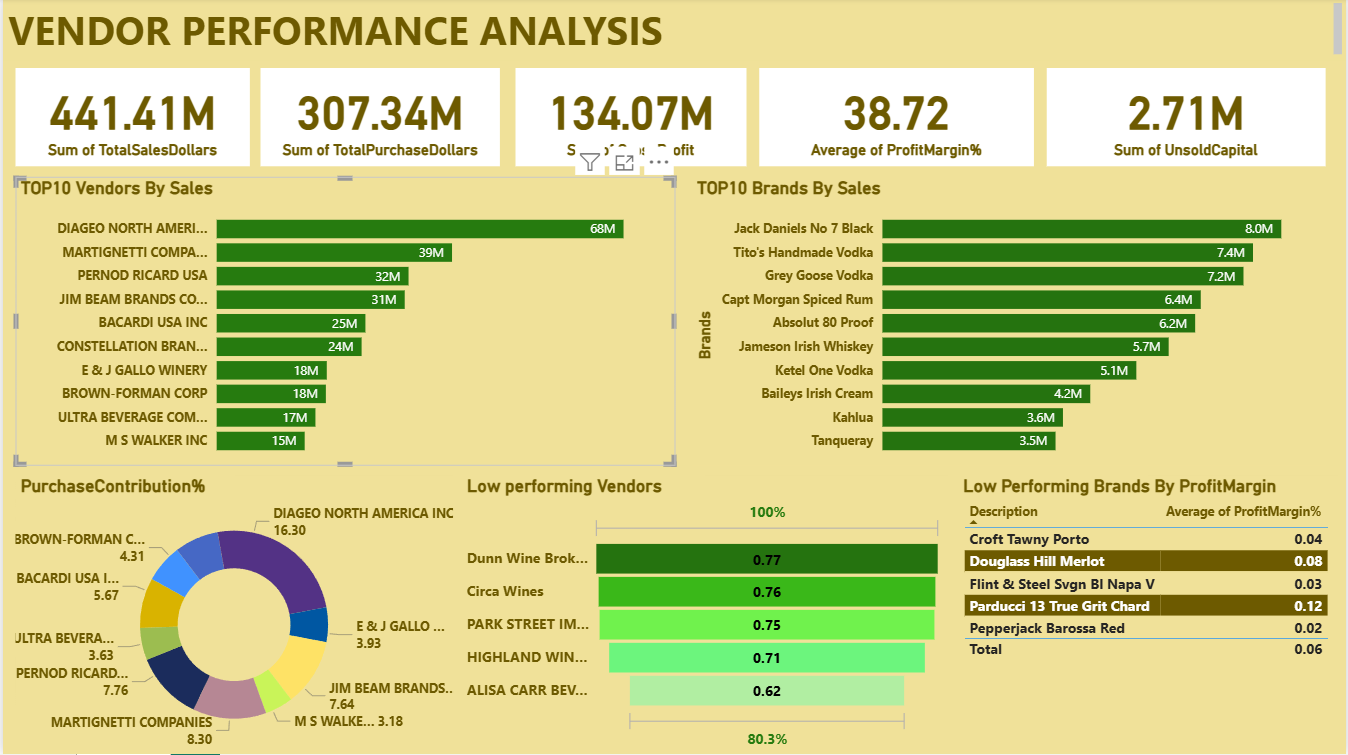 VENDOR PERFORMANCE ANALYSIS
441.41M
Sum of TotalSalesDollars
307.34M
Sum of TotalPurchaseDollars
134.07M
Profit
38.72
Average of ProfitMargin%
2.71M
Sum of UnsoldCapital
TOP10 Vendors By Sales
DIAGEO NORTH AMERI... 68M
MARTIGNETTI COMPA... 39M
PERNOD RICARD USA 32M
JIM BEAM BRANDS CO... 31M
BACARDI USA INC 25M
CONSTELLATION BRAN... 24M
E & J GALLO WINERY 18M
BROWN-FORMAN CORP 18M
ULTRA BEVERAGE COM... 17M
M S WALKER INC 15M
TOP10 Brands By Sales
Brands
Jack Daniels No 7 Black 8.0M
Tito's Handmade Vodka 7.4M
Grey Goose Vodka 7.2M
Capt Morgan Spiced Rum 6.4M
Absolut 80 Proof 6.2M
Jameson Irish Whiskey 5.7M
Ketel One Vodka 5.1M
Baileys Irish Cream 4.2M
Kahlua 3.6M
Tanqueray 3.5M
PurchaseContribution%
DIAGEO NORTH AMERICA INC
16.30
BROWN-FORMAN C...
4.31
BACARDI USA I...
5.67
E & J GALLO ...
3.93
ULTRA BEVERA...
3.63
PERNOD RICARD...
7.76
JIM BEAM BRANDS..
7.64
M S WALKE... 3.18
MARTIGNETTI COMPANIES
8.30
Low performing Vendors
100%
Dunn Wine Brok... 0.77
Circa Wines 0.76
PARK STREET IM... 0.75
HIGHLAND WIN... 0.71
ALISA CARR BEV... 0.62
80.3%
Low Performing Brands By ProfitMargin
Description Average of ProfitMargin%
Croft Tawny Porto 0.04
Douglass Hill Merlot 0.08
Flint & Steel Svgn Bl Napa V 0.03
Parducci 13 True Grit Chard 0.12
Pepperjack Barossa Red 0.02
Total 0.06